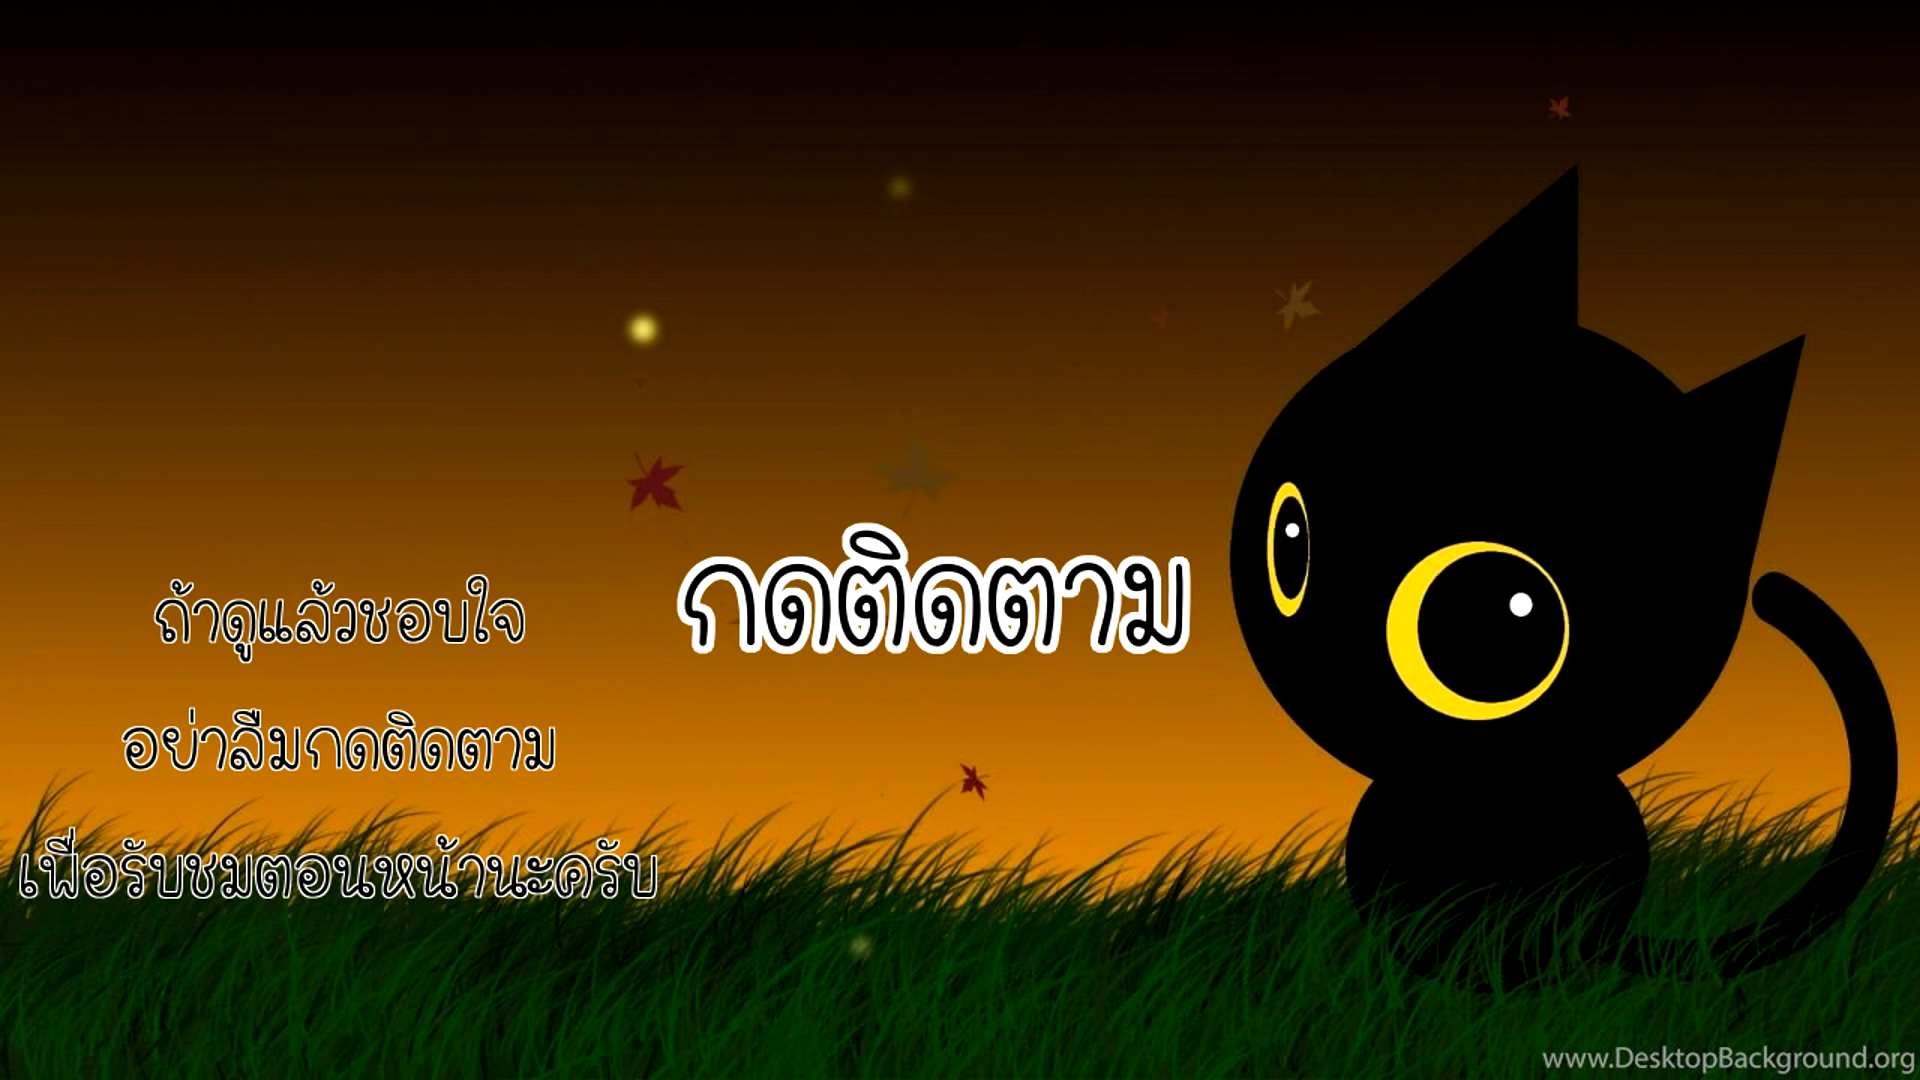 กดติดตาม
ถ้าดูแล้วชอบใจ
อย่าลืมกดติดตาม
เพื่อรับชมตอนหน้านะครับ
www.DesktopBackground.org